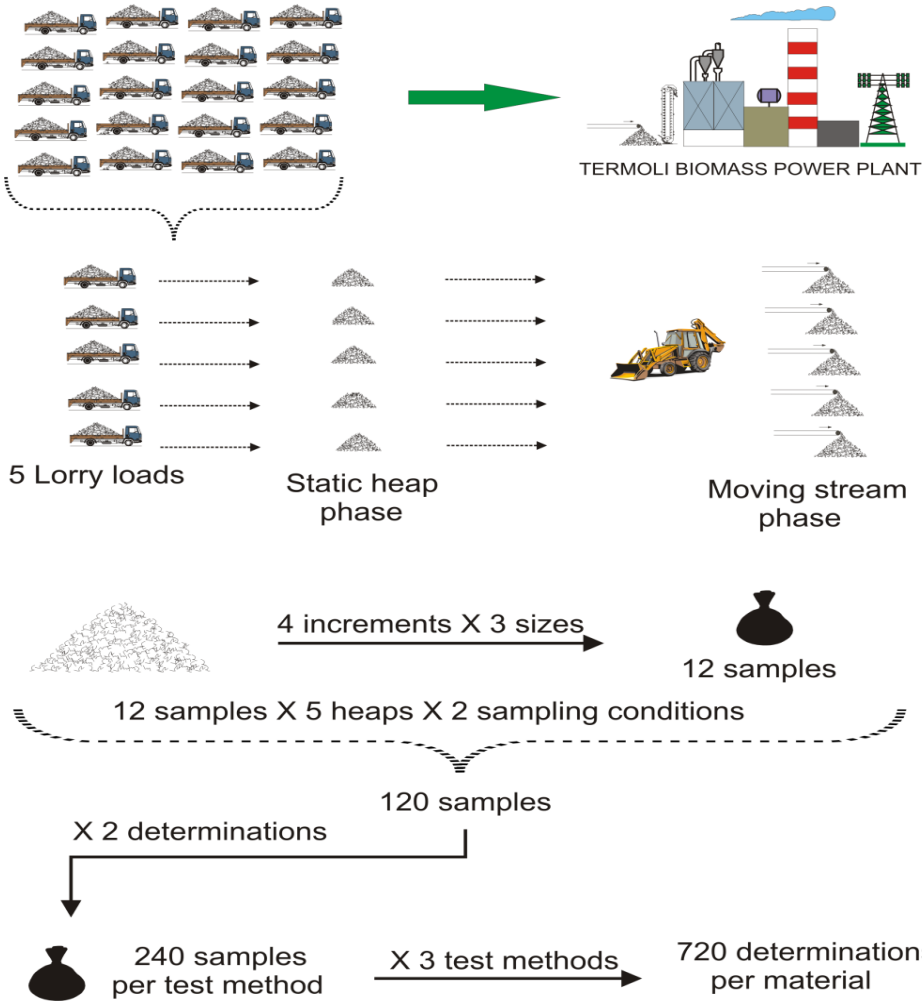 TERMOLI BIOMASS POWER PLANT
5 Lorry loads
Static heap
phase
Moving stream
phase
4 increments X 3 sizes
12 samples
12 samples X 5 heaps X 2 sampling conditions
120 samples
X 2 determinations
240 samples
per test method
X 3 test methods
720 determination
per material